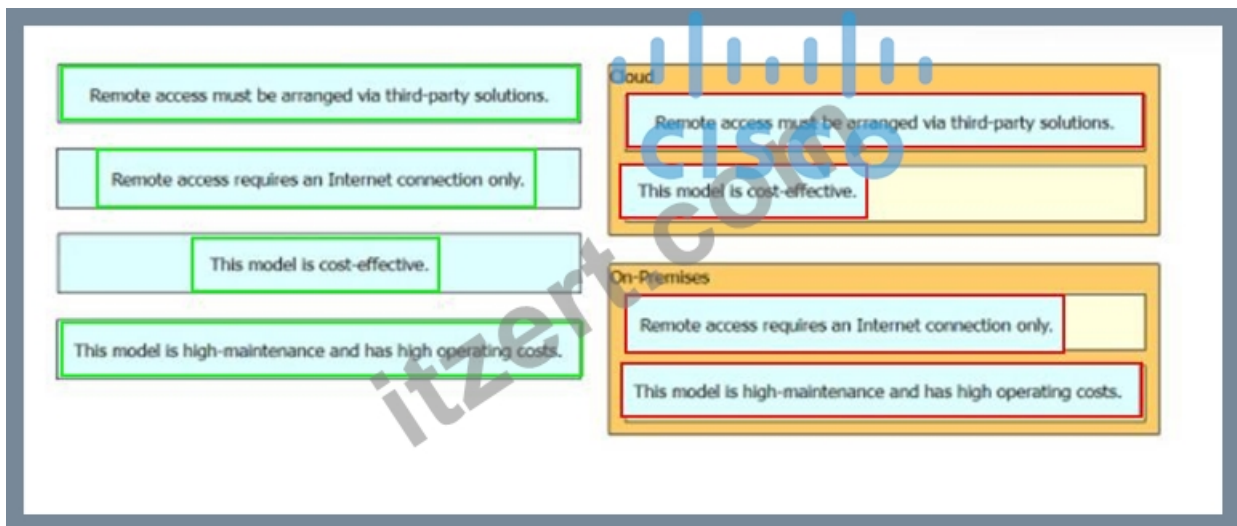 Remote access must be arranged via third-party solutions.
Remote access requires an Internet connection only.
This model is cost-effective.
This model is high-maintenance and has high operating costs.
Cloud
Remote access must be arranged via third-party solutions.
This model is cost-effective.
On-Premises
Remote access requires an Internet connection only.
This model is high-maintenance and has high operating costs.
CISCO
itzert.com